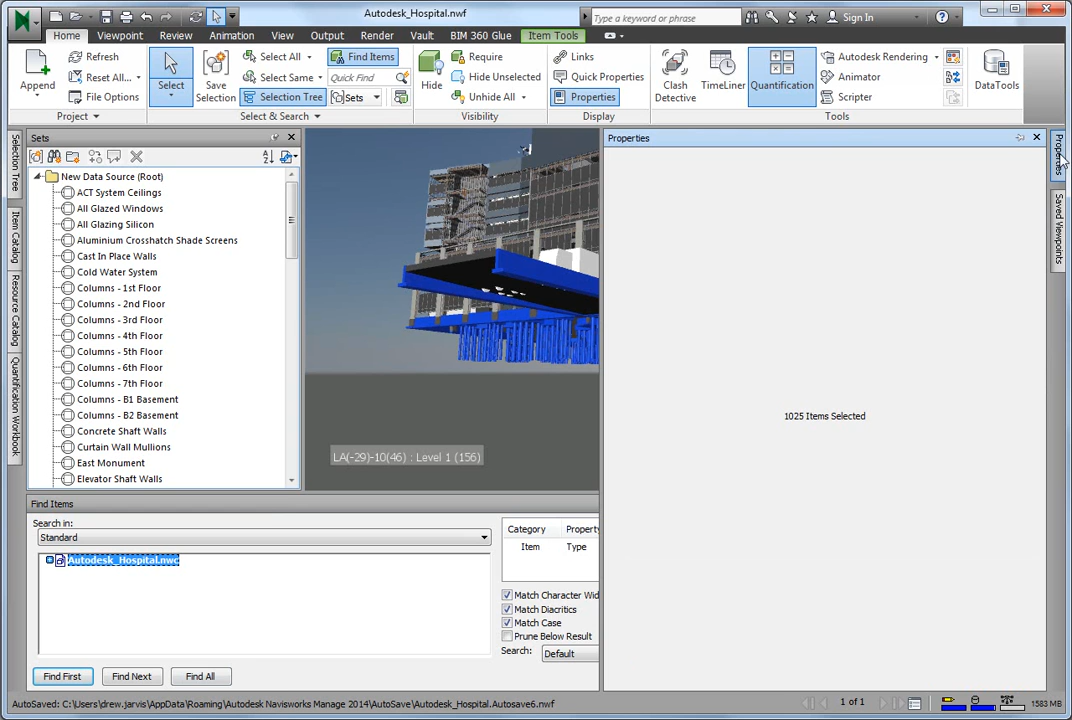 Autodesk_Hospital.nwf
Type a keyword or phrase
Sign In
Home Viewpoint Review Animation View Output Render Vault BIM 360 Glue Item Tools
Append
Refresh
Reset All...
File Options
Project
Select
Save Selection
Select All
Select Same
Selection Tree
Find Items
Quick Find
Sets
Select & Search
Hide
Require
Hide Unselected
Unhide All
Visibility
Links
Quick Properties
Properties
Display
Clash Detective
TimeLiner
Quantification
Autodesk Rendering
Animator
Scripter
DataTools
Tools
Selection Tree
Item Catalog
Resource Catalog
Quantification Workbook
Sets
New Data Source (Root)
ACT System Ceilings
All Glazed Windows
All Glazing Silicon
Aluminium Crosshatch Shade Screens
Cast In Place Walls
Cold Water System
Columns - 1st Floor
Columns - 2nd Floor
Columns - 3rd Floor
Columns - 4th Floor
Columns - 5th Floor
Columns - 6th Floor
Columns - 7th Floor
Columns - B1 Basement
Columns - B2 Basement
Concrete Shaft Walls
Curtain Wall Mullions
East Monument
Elevator Shaft Walls
LA(-29)-10(46) : Level 1 (156)
Properties
1025 Items Selected
Properties
Saved Viewpoints
Find Items
Search in:
Standard
Autodesk_Hospital.nwc
Category Property
Item Type
Match Character Wid
Match Diacritics
Match Case
Prune Below Result
Search: Default
Find First Find Next Find All
AutoSaved: C:\Users\drew.jarvis\AppData\Roaming\Autodesk Navisworks Manage 2014\AutoSave\Autodesk_Hospital.Autosave6.nwf
1 of 1
1583 MB